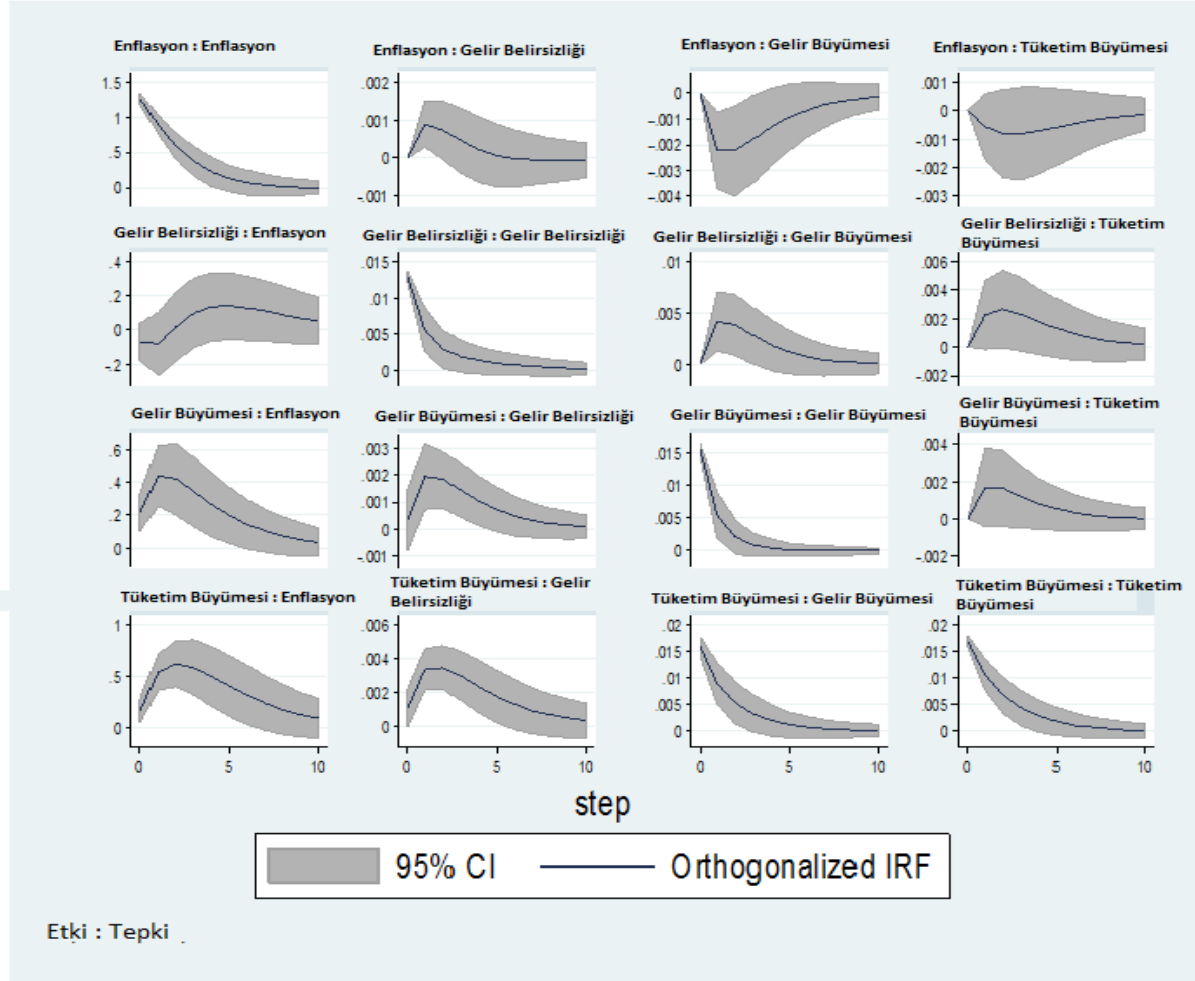 Enflasyon : Enflasyon
Enflasyon : Gelir Belirsizliği
Enflasyon : Gelir Büyümesi
Enflasyon : Tüketim Büyümesi
1.5
1
.5
0
.002
.001
0
-.001
0
-.001
-.002
-.003
-.004
.001
0
-.001
-.002
-.003
Gelir Belirsizliği : Enflasyon
Gelir Belirsizliği : Gelir Belirsizliği
Gelir Belirsizliği : Gelir Büyümesi
Gelir Belirsizliği : Tüketim
Büyümesi
.4
.2
0
-.2
.015
.01
.005
0
.01
.005
0
.006
.004
.002
0
-.002
Gelir Büyümesi : Enflasyon
Gelir Büyümesi : Gelir Belirsizliği
Gelir Büyümesi : Gelir Büyümesi
Gelir Büyümesi : Tüketim
Büyümesi
.6
.4
.2
0
.003
.002
.001
0
-.001
.015
.01
.005
0
.004
.002
0
-.002
Tüketim Büyümesi : Enflasyon
Tüketim Büyümesi : Gelir
Belirsizliği
Tüketim Büyümesi : Gelir Büyümesi
Tüketim Büyümesi : Tüketim
Büyümesi
1
.5
0
.006
.004
.002
0
.02
.015
.01
.005
0
.02
.015
.01
.005
0
0 5 10
0 5 10
0 5 10
0 5 10
step
95% CI
Orthogonalized IRF
Etki : Tepki